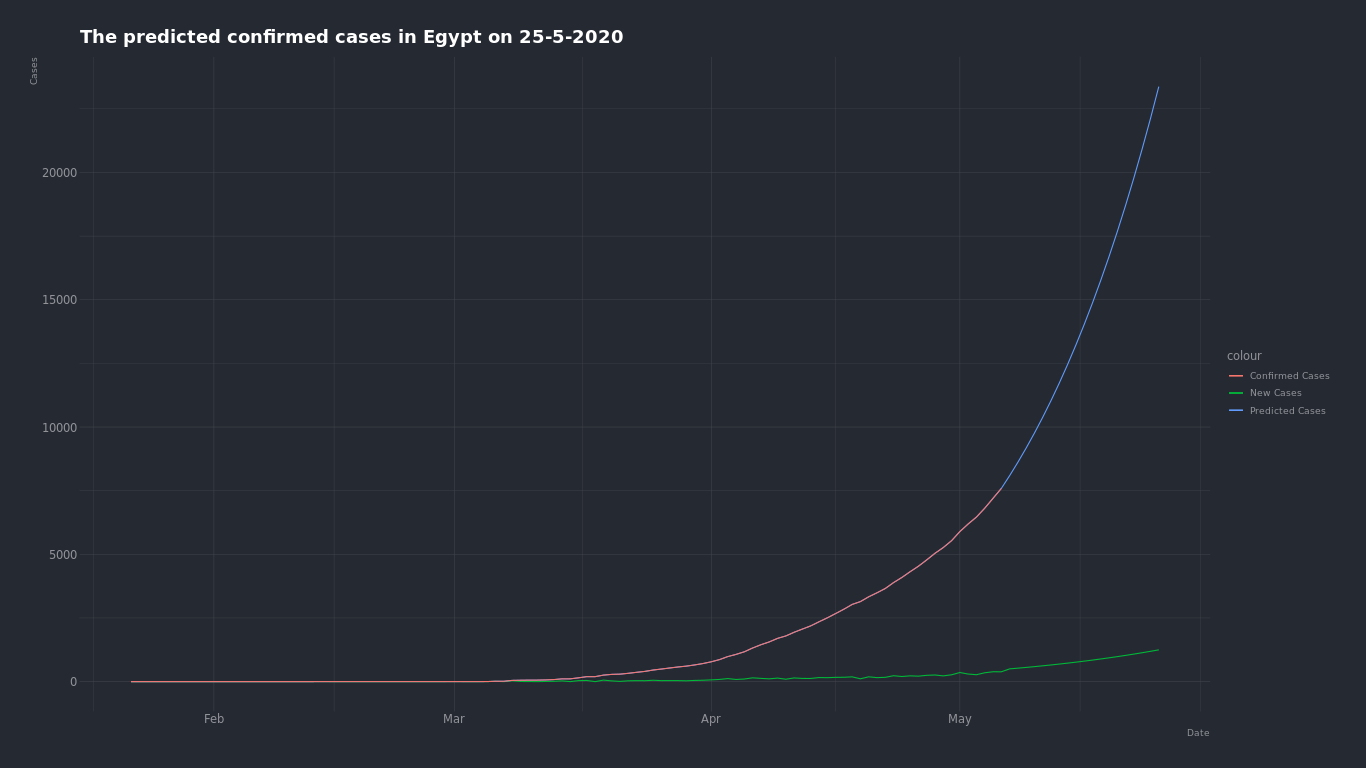 The predicted confirmed cases in Egypt on 25-5-2020
Cases
20000
15000
10000
5000
0
Feb Mar Apr May
Date
colour
Confirmed Cases
New Cases
Predicted Cases